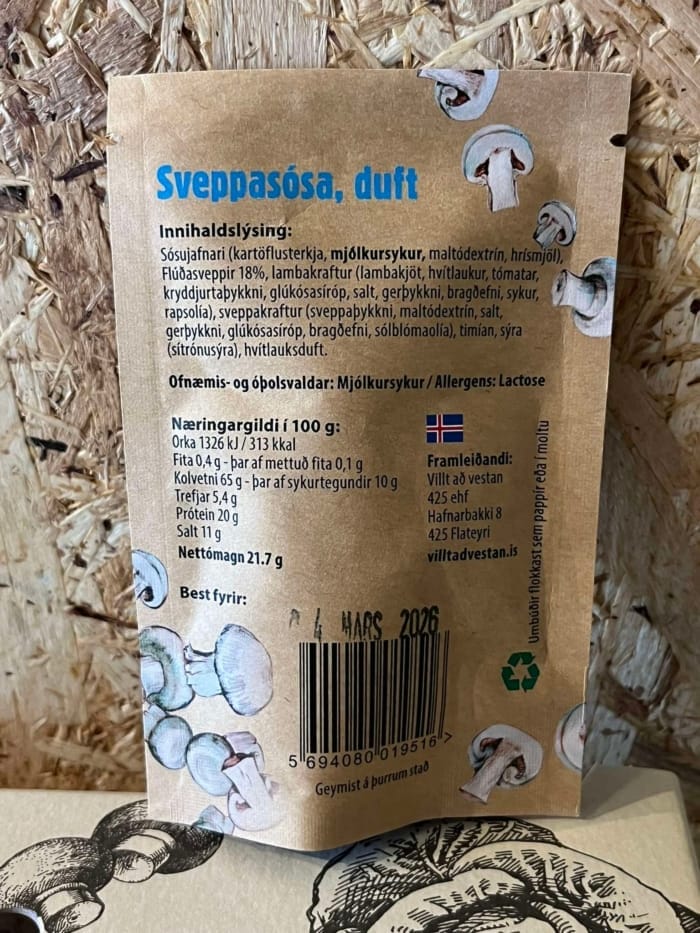 Sveppasósa, duft
Innihaldslýsing:
Sósujafnari (kartöflusterkja, mjólkursykur, maltódextrín, hrísmjöl),
Flúðasveppir 18%, lambakraftur (lambakjöt, hvítlaukur, tómatar,
kryddjurtaþykkni, glúkósasíróp, salt, gerþykkni, bragðefni, sykur,
rapsolía), sveppakraftur (sveppaþykkni, maltódextrín, salt,
gerþykkni, glúkósasíróp, bragðefni, sólblómaolía), timían, sýra
(sítrónusýra), hvítlauksduft.
Ofnæmis- og óþolsvaldar: Mjólkursykur / Allergens: Lactose
Næringargildi í 100 g:
Orka 1326 kJ / 313 kkal
Fita 0,4 g - þar af mettuð fita 0,1 g
Kolvetni 65 g - þar af sykurtegundir 10 g
Trefjar 5,4 g
Prótein 20 g
Salt 11 g
Nettómagn 21.7 g
Framleiðandi:
Villt að vestan
425 ehf
Hafnarbakki 8
425 Flateyri
villtadvestan.is
Umbúðir flokkast sem pappír eða í moltu
Best fyrir:
4 MARS 2026
5 694080 019516 >
Geymist á þurrum stað